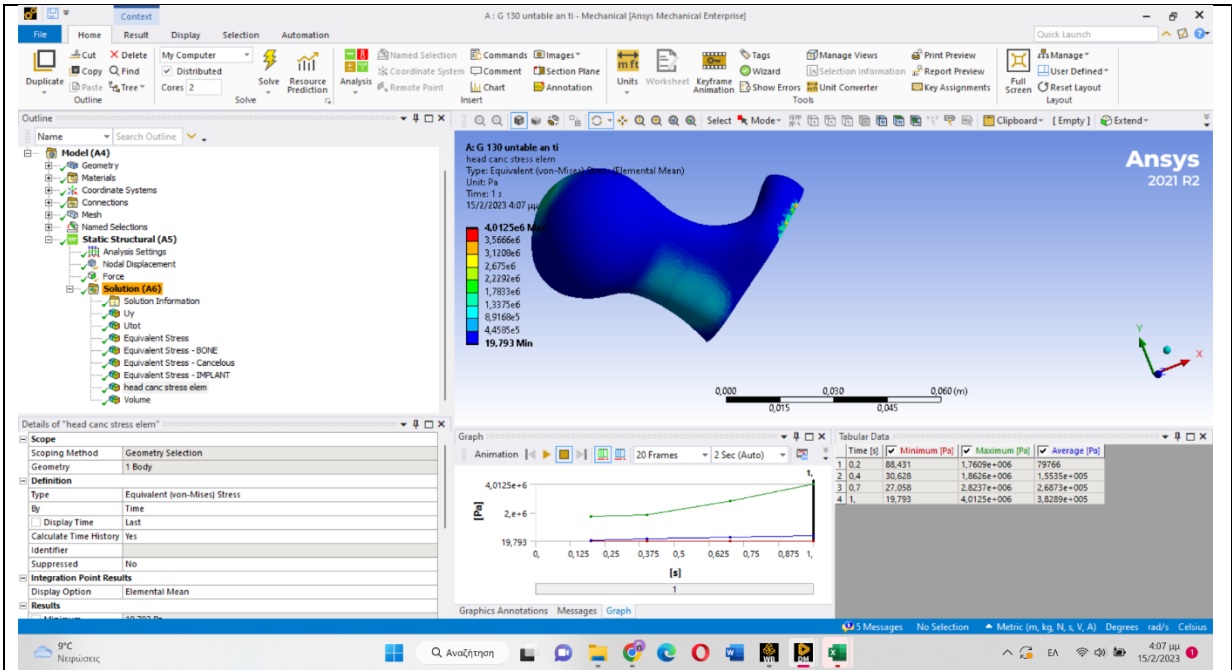 Context
A : G 130 untable an ti - Mechanical [Ansys Mechanical Enterprise]
File Home Result Display Selection Automation
Quick Launch
Duplicate Cut Copy Paste Delete Find Tree
Outline
My Computer Distributed Cores 2 Solve Resource Prediction
Solve
Analysis Named Selection Coordinate System Remote Point Commands Comment Chart Images Section Plane Annotation
Insert
Units Worksheet Keyframe Animation Tags Wizard Show Errors Manage Views Selection Information Unit Converter Print Preview Report Preview Key Assignments
Tools
Full Screen Manage User Defined Reset Layout
Layout
Outline
Name Search Outline
Select Mode Clipboard [ Empty ] Extend
Model (A4)
Geometry
Materials
Coordinate Systems
Connections
Mesh
Named Selections
Static Structural (A5)
Analysis Settings
Nodal Displacement
Force
Solution (A6)
Solution Information
Uy
Utot
Equivalent Stress
Equivalent Stress - BONE
Equivalent Stress - Cancelous
Equivalent Stress - IMPLANT
head canc stress elem
Volume
A: G 130 untable an ti
head canc stress elem
Type: Equivalent (von-Mises) Stress (Elemental Mean)
Unit: Pa
Time: 1 s
15/2/2023 4:07 μμ
4,0125e6 Max
3,5666e6
3,1208e6
2,675e6
2,2292e6
1,7833e6
1,3375e6
8,9168e5
4,4585e5
19,793 Min
Ansys
2021 R2
Y
X
0,000 0,030 0,060 (m)
0,015 0,045
Details of "head canc stress elem"
Scope
Scoping Method Geometry Selection
Geometry 1 Body
Definition
Type Equivalent (von-Mises) Stress
By Time
Display Time Last
Calculate Time History Yes
Identifier
Suppressed No
Integration Point Results
Display Option Elemental Mean
Results
Graph
Animation 20 Frames 2 Sec (Auto)
1,
4,0125e+6
2,e+6
19,793
[Pa]
0, 0,125 0,25 0,375 0,5 0,625 0,75 0,875 1,
[s]
1
Graphics Annotations Messages Graph
Tabular Data
Time [s] Minimum [Pa] Maximum [Pa] Average [Pa]
1 0,2 88,431 1,7609e+006 79766
2 0,4 30,628 1,8626e+006 1,5535e+005
3 0,7 27,058 2,8237e+006 2,6873e+005
4 1, 19,793 4,0125e+006 3,8289e+005
5 Messages No Selection Metric (m, kg, N, s, V, A) Degrees rad/s Celsius
9°C
Νεφώσεις
Αναζήτηση
WB
DM
ΕΛ
4:07 μμ
15/2/2023
1